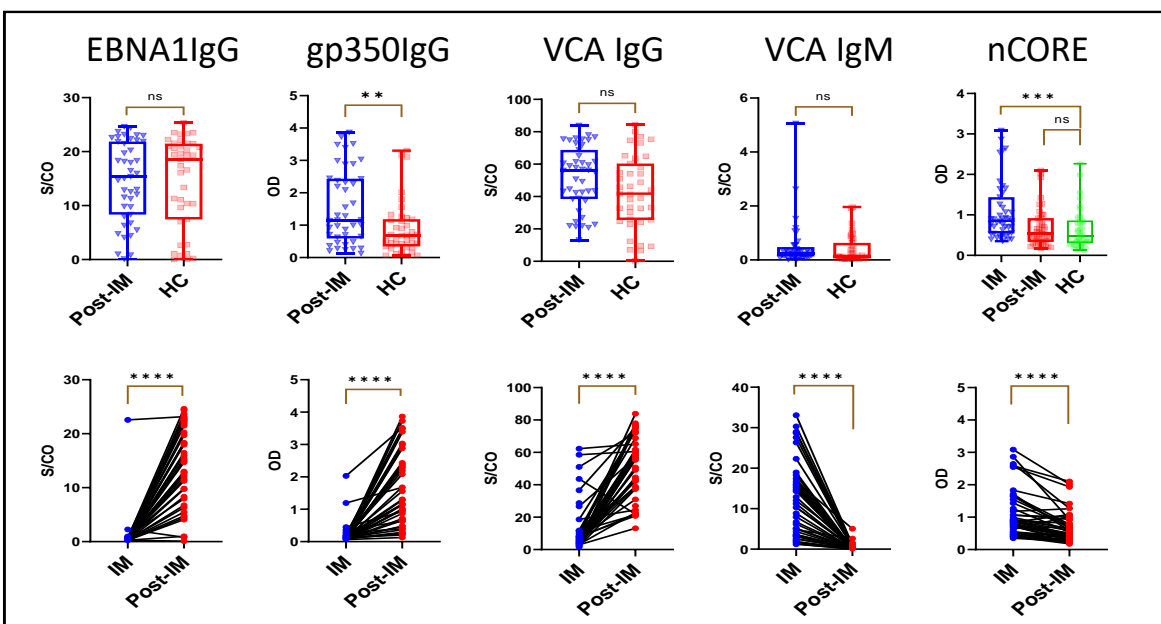 EBNA1IgG
gp350IgG
VCA IgG
VCA IgM
nCORE
ns
30
20
10
0
S/CO
Post-IM
HC
**
5
4
3
2
1
0
OD
Post-IM
HC
ns
100
80
60
40
20
0
S/CO
Post-IM
HC
ns
6
4
2
0
S/CO
Post-IM
HC
***
ns
4
3
2
1
0
OD
IM
Post-IM
HC
****
30
20
10
0
S/CO
IM
Post-IM
****
5
4
3
2
1
0
OD
IM
Post-IM
****
100
80
60
40
20
0
S/CO
IM
Post-IM
****
40
30
20
10
0
S/CO
IM
Post-IM
****
5
4
3
2
1
0
OD
IM
Post-IM